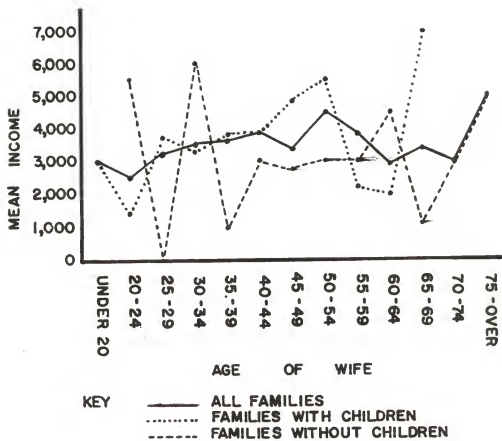 MEAN INCOME
7,000
6,000
5,000
4,000
3,000
2,000
1,000
0
UNDER 20
20-24
25-29
30-34
35-39
40-44
45-49
50-54
55-59
60-64
65-69
70-74
75-OVER
AGE OF WIFE
KEY
ALL FAMILIES
FAMILIES WITH CHILDREN
FAMILIES WITHOUT CHILDREN